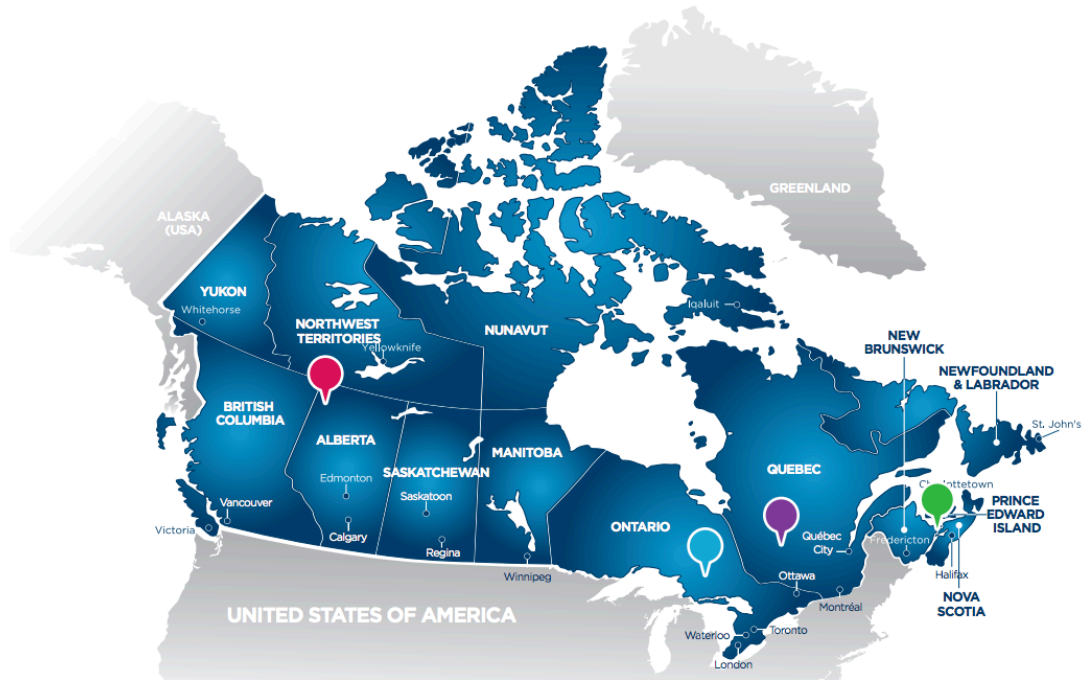 GREENLAND
ALASKA
(USA)
YUKON
Whitehorse
NORTHWEST
TERRITORIES
Yellowknife
NUNAVUT
Iqaluit
NEW
BRUNSWICK
NEWFOUNDLAND
& LABRADOR
St. John's
BRITISH
COLUMBIA
ALBERTA
Edmonton
Calgary
SASKATCHEWAN
Saskatoon
Regina
MANITOBA
Winnipeg
ONTARIO
QUEBEC
Charlottetown
PRINCE
EDWARD
ISLAND
Vancouver
Victoria
Québec
City
Fredericton
Halifax
NOVA
SCOTIA
Ottawa
Montréal
UNITED STATES OF AMERICA
Waterloo
Toronto
London